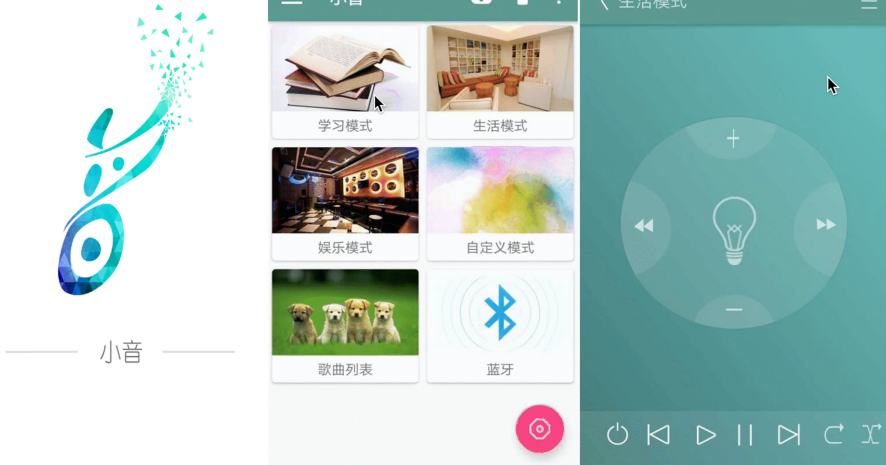 小音
小音
学习模式
生活模式
娱乐模式
自定义模式
歌曲列表
蓝牙
生活模式